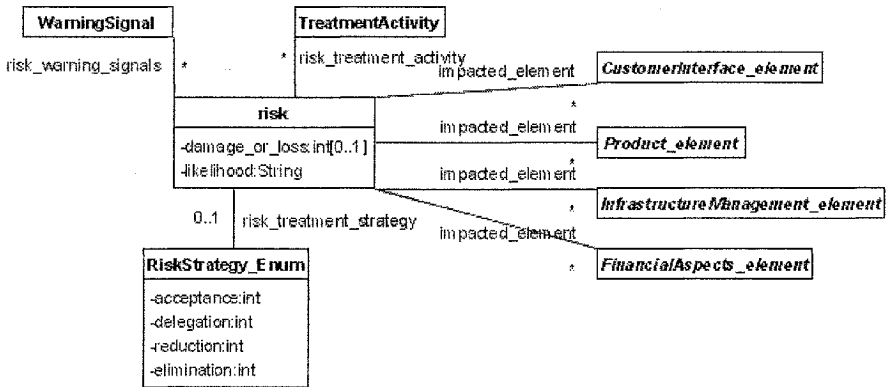 WarningSignal
TreatmentActivity
risk_warning_signals
*
*
risk_treatment_activity
impacted_element
CustomerInterface_element
*
risk
-damage_or_loss:int[0..1]
-likelihood:String
impacted_element
Product_element
*
impacted_element
InfrastructureManagement_element
*
0..1
risk_treatment_strategy
impacted_element
FinancialAspects_element
*
RiskStrategy_Enum
-acceptance:int
-delegation:int
-reduction:int
-elimination:int